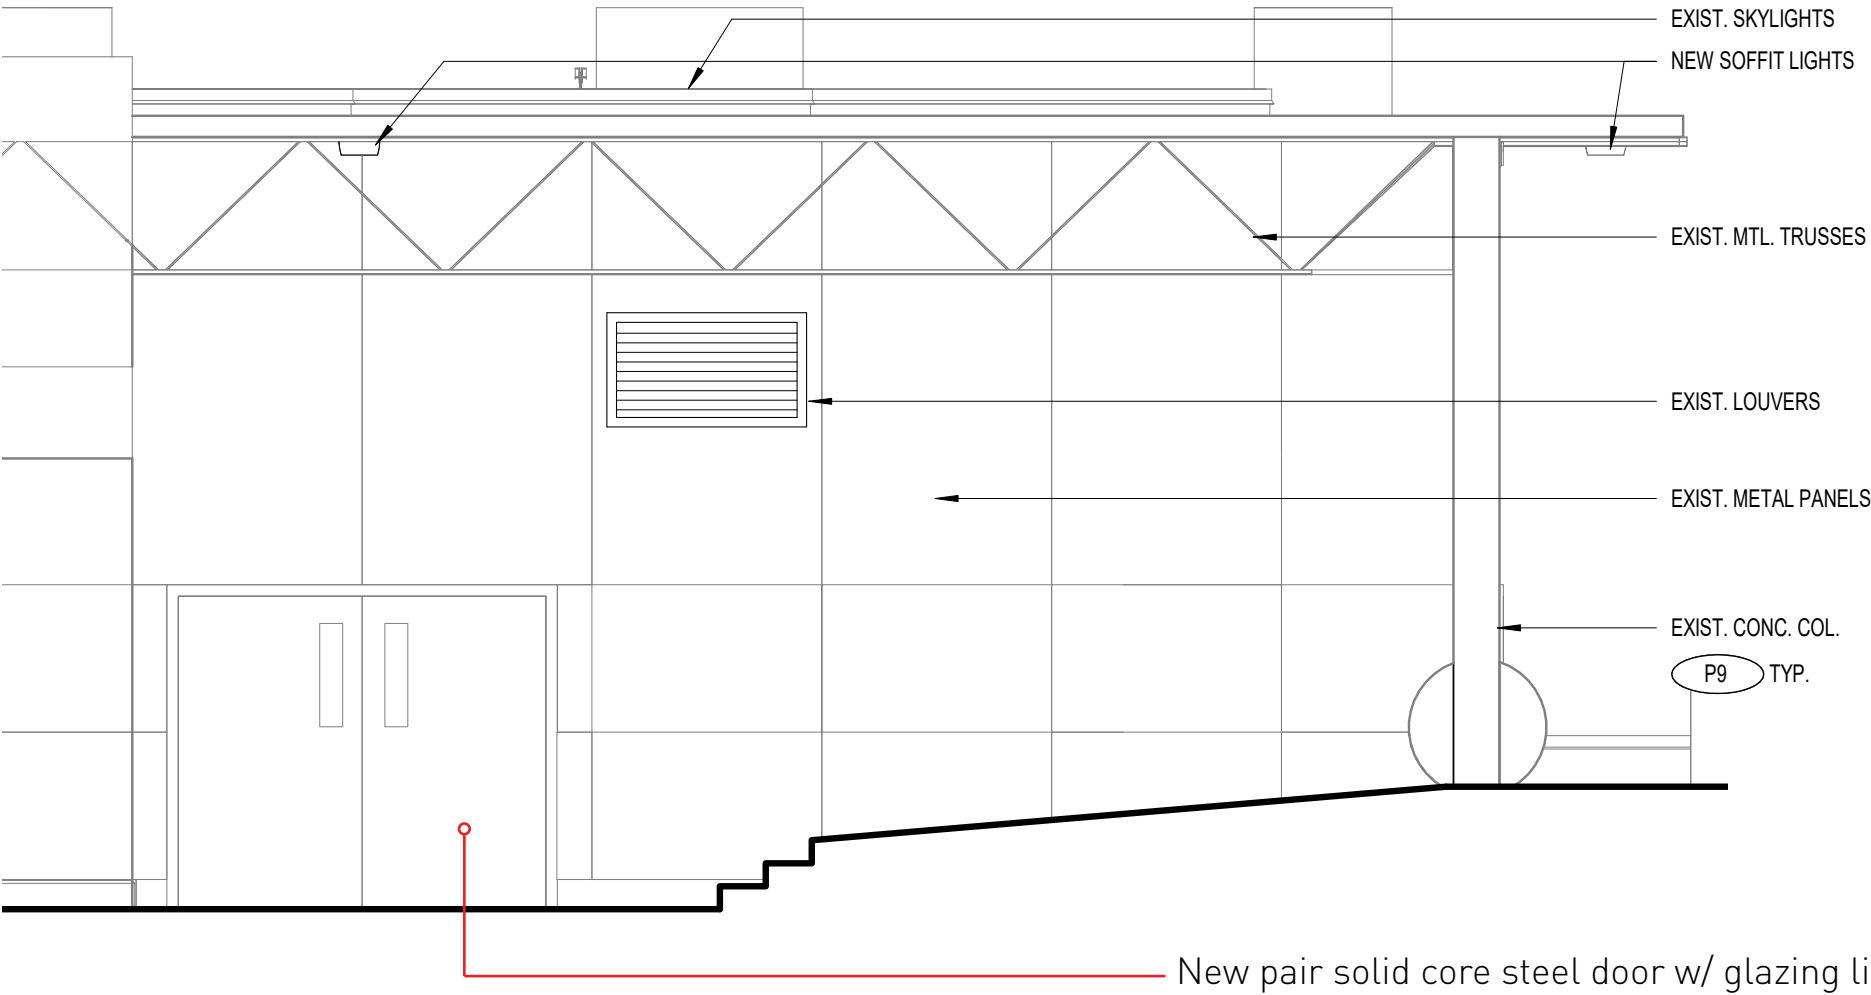 EXIST. SKYLIGHTS
NEW SOFFIT LIGHTS
EXIST. MTL. TRUSSES
EXIST. LOUVERS
EXIST. METAL PANELS
EXIST. CONC. COL.
P9 TYP.
New pair solid core steel door w/ glazing li